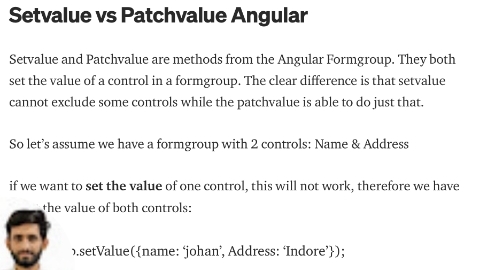 Setvalue vs Patchvalue Angular
Setvalue and Patchvalue are methods from the Angular Formgroup. They both
set the value of a control in a formgroup. The clear difference is that setvalue
cannot exclude some controls while the patchvalue is able to do just that.
So let’s assume we have a formgroup with 2 controls: Name & Address
if we want to set the value of one control, this will not work, therefore we have
the value of both controls:
.setValue({name: ‘johan’, Address: ‘Indore’});